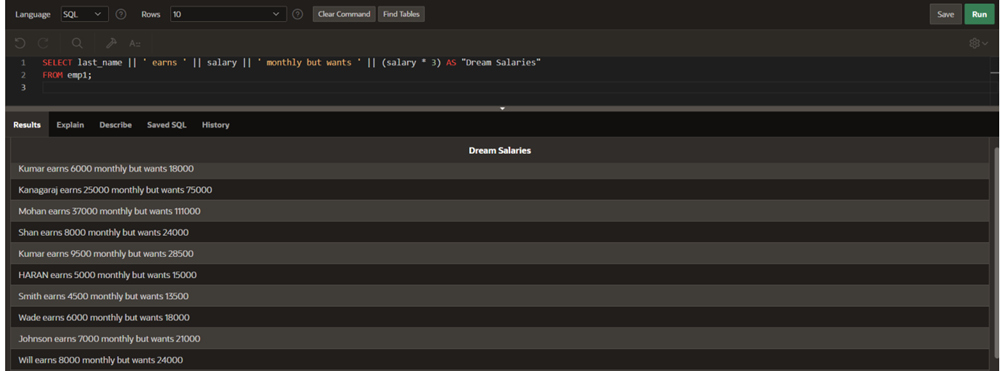 Language SQL ? Rows 10 ? Clear Command Find Tables Save Run
A::
1 SELECT last_name || ' earns ' || salary || ' monthly but wants ' || (salary * 3) AS "Dream Salaries"
2 FROM emp1;
3
Results Explain Describe Saved SQL History
Dream Salaries
Kumar earns 6000 monthly but wants 18000
Kanagaraj earns 25000 monthly but wants 75000
Mohan earns 37000 monthly but wants 111000
Shan earns 8000 monthly but wants 24000
Kumar earns 9500 monthly but wants 28500
HARAN earns 5000 monthly but wants 15000
Smith earns 4500 monthly but wants 13500
Wade earns 6000 monthly but wants 18000
Johnson earns 7000 monthly but wants 21000
Will earns 8000 monthly but wants 24000